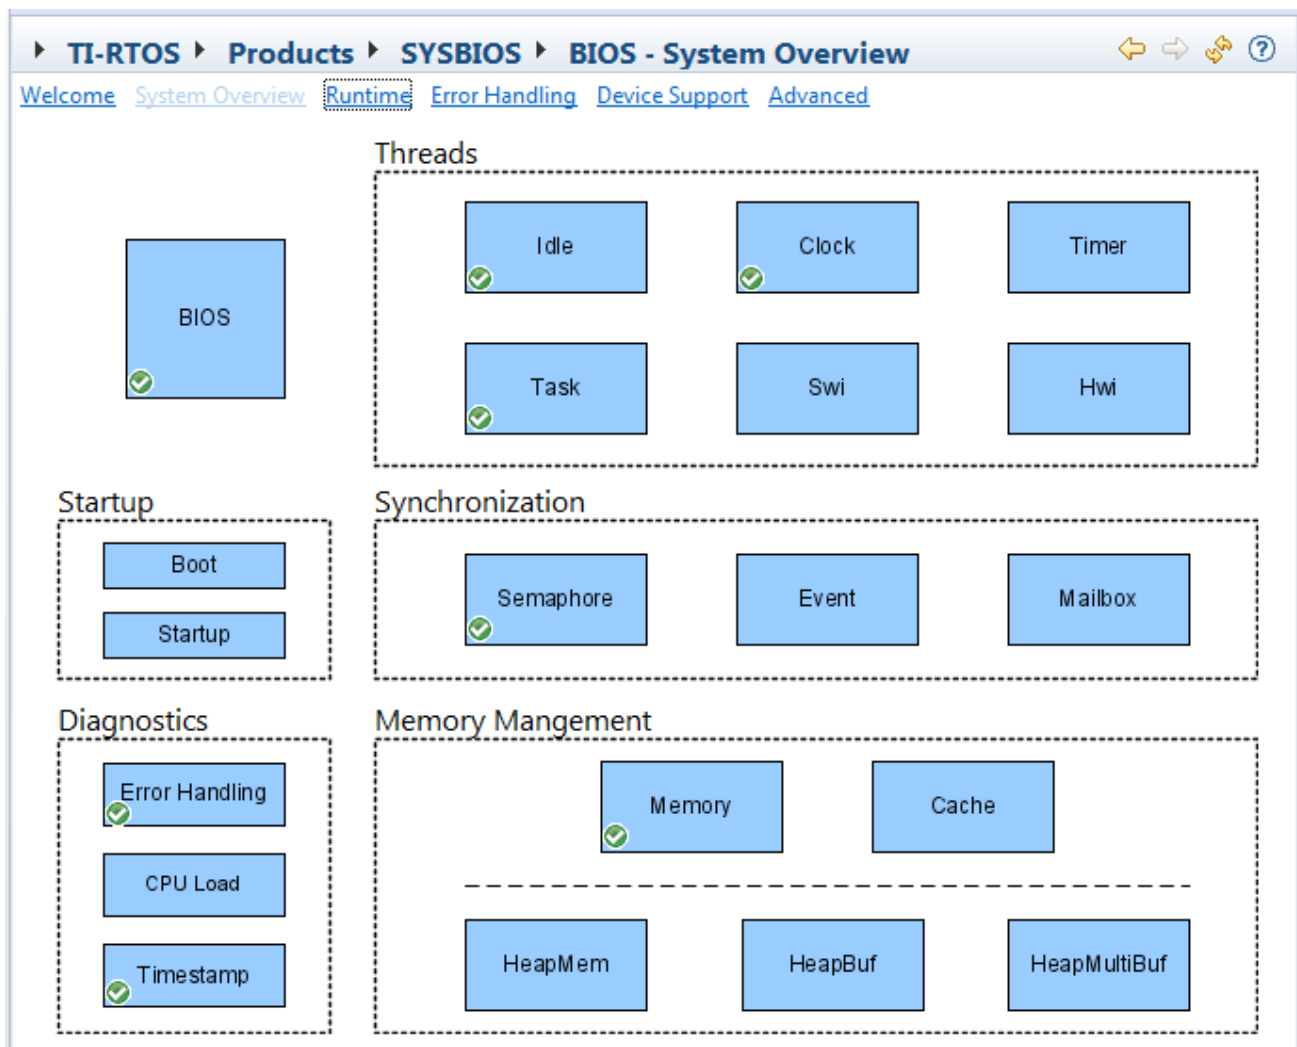 TI-RTOS Products SYSBIOS BIOS - System Overview
Welcome System Overview Runtime Error Handling Device Support Advanced
Threads
Idle Clock Timer
BIOS
Task Swi Hwi
Startup
Boot
Startup
Synchronization
Semaphore Event Mailbox
Diagnostics
Error Handling
CPU Load
Timestamp
Memory Mangement
Memory Cache
HeapMem HeapBuf HeapMultiBuf